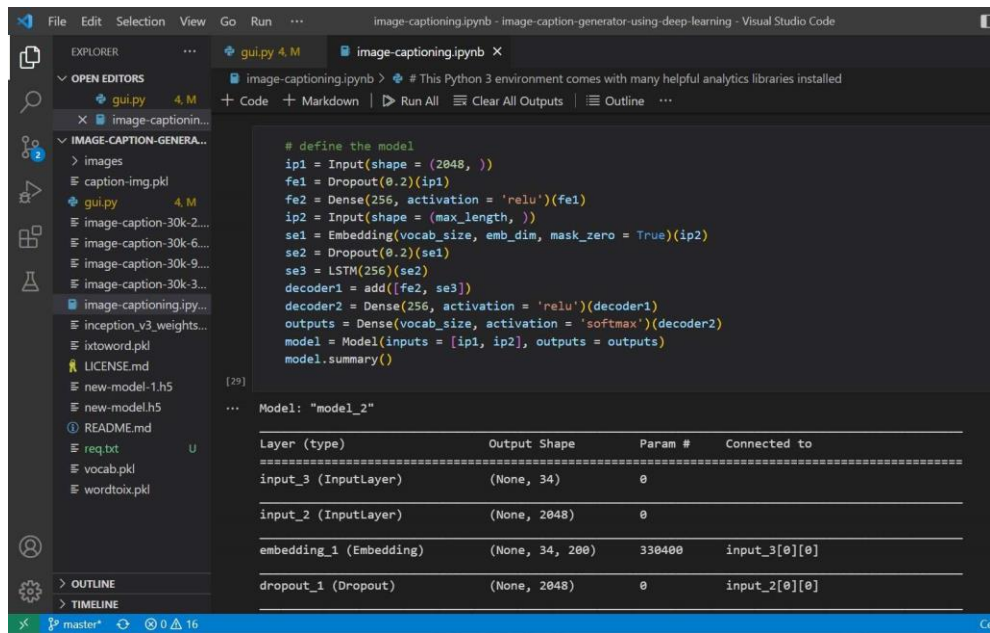 File Edit Selection View Go Run ... image-captioning.ipynb - image-caption-generator-using-deep-learning - Visual Studio Code
EXPLORER ...
OPEN EDITORS
gui.py 4, M
image-captionin...
IMAGE-CAPTION-GENERA...
images
caption-img.pkl
gui.py 4, M
image-caption-30k-2....
image-caption-30k-6....
image-caption-30k-9....
image-caption-30k-3...
image-captioning.ipy...
inception_v3_weights...
ixtoword.pkl
LICENSE.md
new-model-1.h5
new-model.h5
README.md
req.txt U
vocab.pkl
wordtoix.pkl
OUTLINE
TIMELINE
2
gui.py 4, M image-captioning.ipynb
image-captioning.ipynb > # This Python 3 environment comes with many helpful analytics libraries installed
+ Code + Markdown | Run All Clear All Outputs | Outline ...
# define the model
ip1 = Input(shape = (2048, ))
fe1 = Dropout(0.2)(ip1)
fe2 = Dense(256, activation = 'relu')(fe1)
ip2 = Input(shape = (max_length, ))
se1 = Embedding(vocab_size, emb_dim, mask_zero = True)(ip2)
se2 = Dropout(0.2)(se1)
se3 = LSTM(256)(se2)
decoder1 = add([fe2, se3])
decoder2 = Dense(256, activation = 'relu')(decoder1)
outputs = Dense(vocab_size, activation = 'softmax')(decoder2)
model = Model(inputs = [ip1, ip2], outputs = outputs)
model.summary()
[29]
... Model: "model_2"
Layer (type) Output Shape Param # Connected to
input_3 (InputLayer) (None, 34) 0
input_2 (InputLayer) (None, 2048) 0
embedding_1 (Embedding) (None, 34, 200) 330400 input_3[0][0]
dropout_1 (Dropout) (None, 2048) 0 input_2[0][0]
master* 0 16